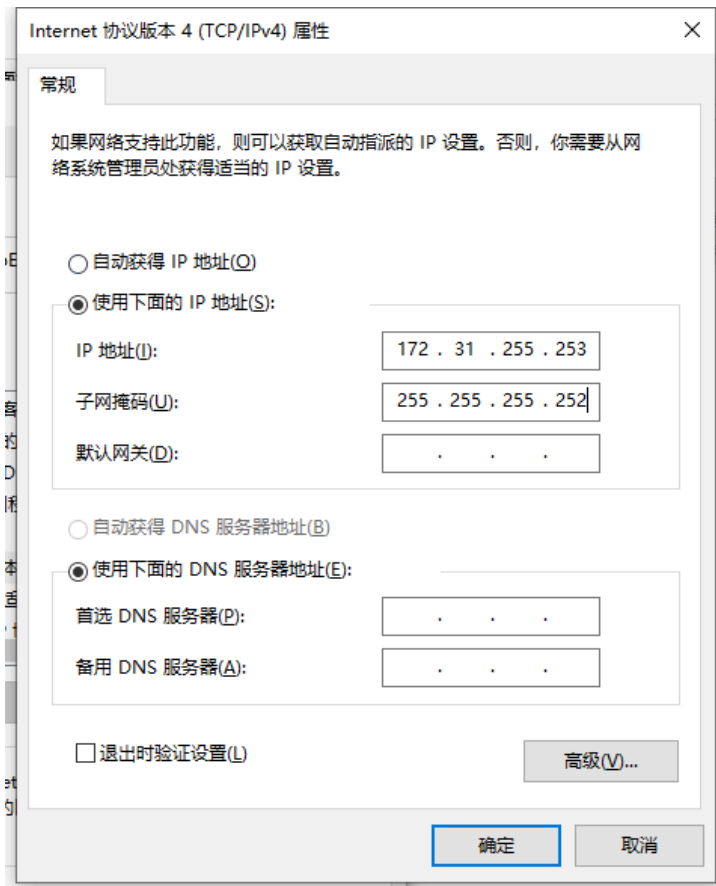 Internet 协议版本 4 (TCP/IPv4) 属性
常规
如果网络支持此功能，则可以获取自动指派的 IP 设置。否则，你需要从网
络系统管理员处获得适当的 IP 设置。
自动获得 IP 地址(O)
使用下面的 IP 地址(S):
IP 地址(I):
172 . 31 . 255 . 253
子网掩码(U):
255 . 255 . 255 . 252
默认网关(D):
. . .
自动获得 DNS 服务器地址(B)
使用下面的 DNS 服务器地址(E):
首选 DNS 服务器(P):
. . .
备用 DNS 服务器(A):
. . .
退出时验证设置(L)
高级(V)...
确定
取消